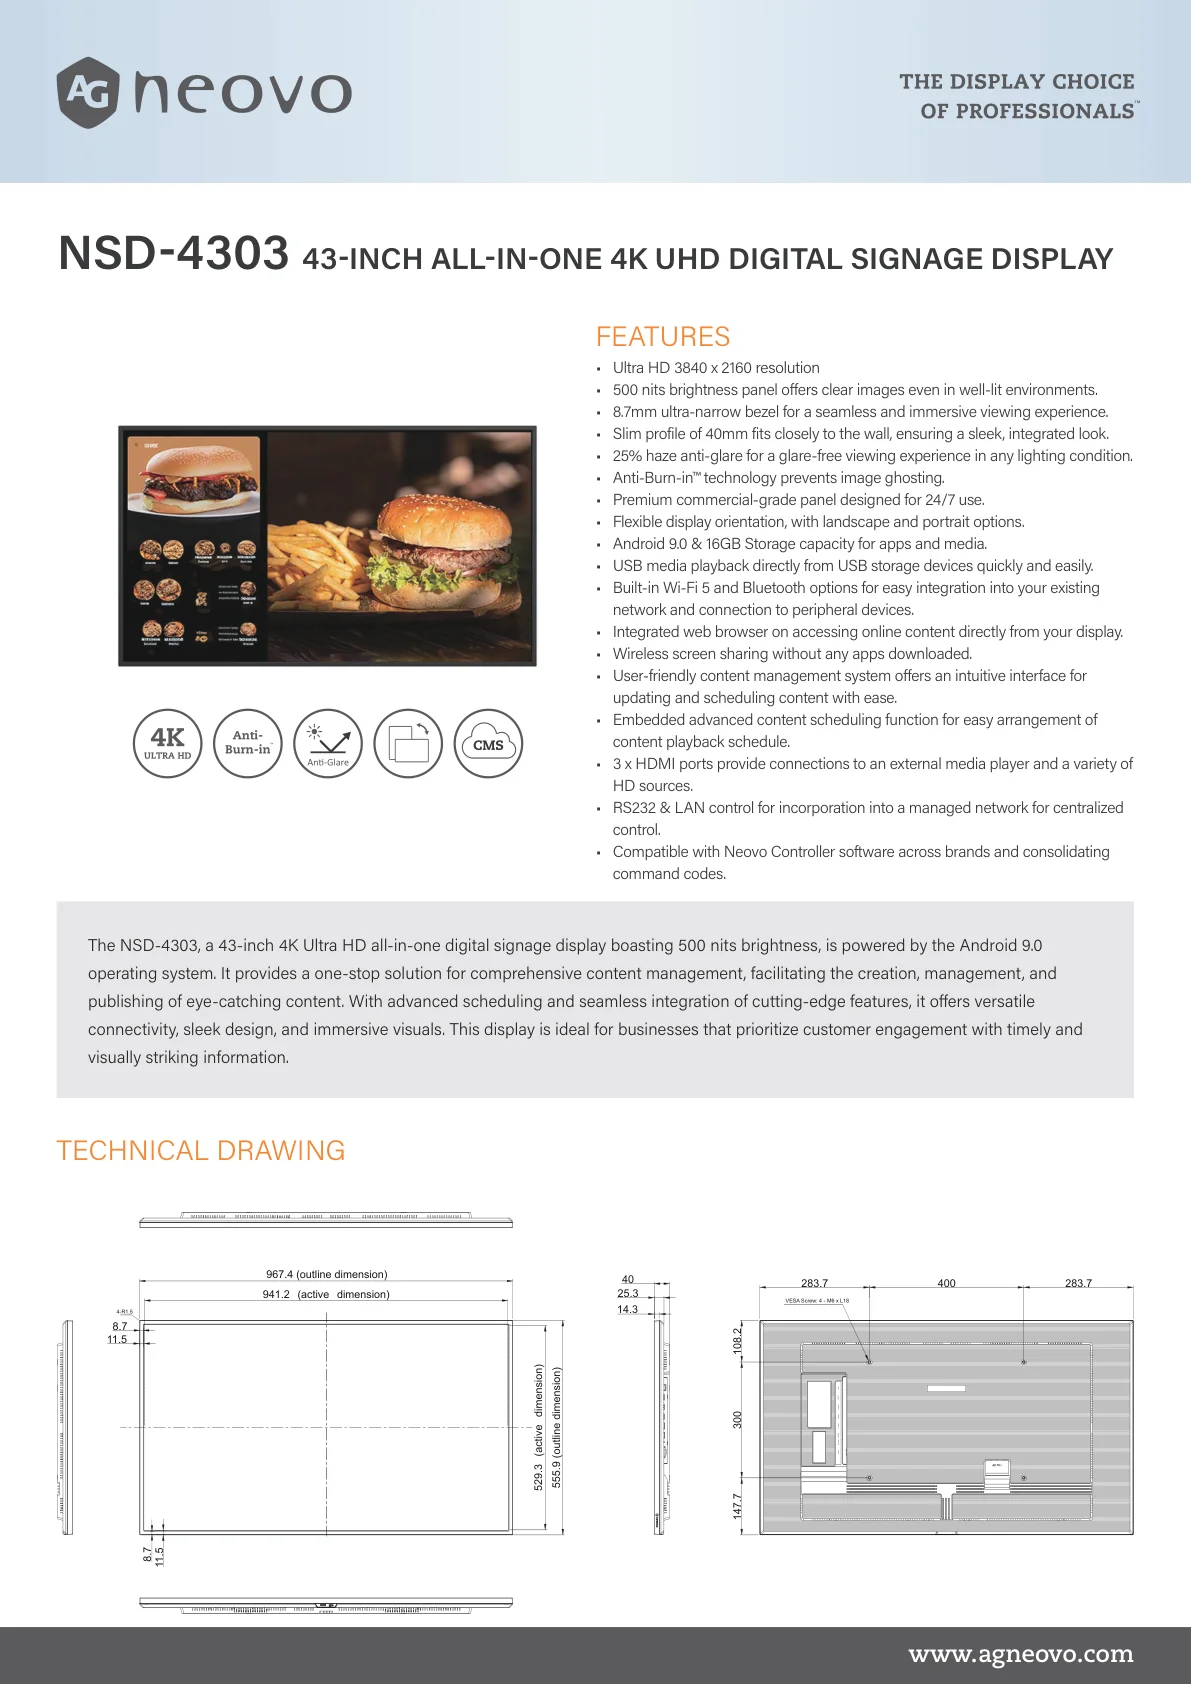 AG neovo
THE DISPLAY CHOICE
OF PROFESSIONALS™
NSD-4303 43-INCH ALL-IN-ONE 4K UHD DIGITAL SIGNAGE DISPLAY
FEATURES
• Ultra HD 3840 x 2160 resolution
• 500 nits brightness panel offers clear images even in well-lit environments.
• 8.7mm ultra-narrow bezel for a seamless and immersive viewing experience.
• Slim profile of 40mm fits closely to the wall, ensuring a sleek, integrated look.
• 25% haze anti-glare for a glare-free viewing experience in any lighting condition.
• Anti-Burn-in™ technology prevents image ghosting.
• Premium commercial-grade panel designed for 24/7 use.
• Flexible display orientation, with landscape and portrait options.
• Android 9.0 & 16GB Storage capacity for apps and media.
• USB media playback directly from USB storage devices quickly and easily.
• Built-in Wi-Fi 5 and Bluetooth options for easy integration into your existing
network and connection to peripheral devices.
• Integrated web browser on accessing online content directly from your display.
• Wireless screen sharing without any apps downloaded.
• User-friendly content management system offers an intuitive interface for
updating and scheduling content with ease.
• Embedded advanced content scheduling function for easy arrangement of
content playback schedule.
• 3 x HDMI ports provide connections to an external media player and a variety of
HD sources.
• RS232 & LAN control for incorporation into a managed network for centralized
control.
• Compatible with Neovo Controller software across brands and consolidating
command codes.
4K
ULTRA HD
Anti-
Burn-in™
Anti-Glare
CMS
The NSD-4303, a 43-inch 4K Ultra HD all-in-one digital signage display boasting 500 nits brightness, is powered by the Android 9.0
operating system. It provides a one-stop solution for comprehensive content management, facilitating the creation, management, and
publishing of eye-catching content. With advanced scheduling and seamless integration of cutting-edge features, it offers versatile
connectivity, sleek design, and immersive visuals. This display is ideal for businesses that prioritize customer engagement with timely and
visually striking information.
TECHNICAL DRAWING
967.4 (outline dimension)
941.2 (active dimension)
4-R1.5
8.7
11.5
529.3 (active dimension)
555.9 (outline dimension)
8.7
11.5
40
25.3
14.3
283.7
400
283.7
VESA Screw: 4 - M6 x L18
108.2
300
147.7
www.agneovo.com